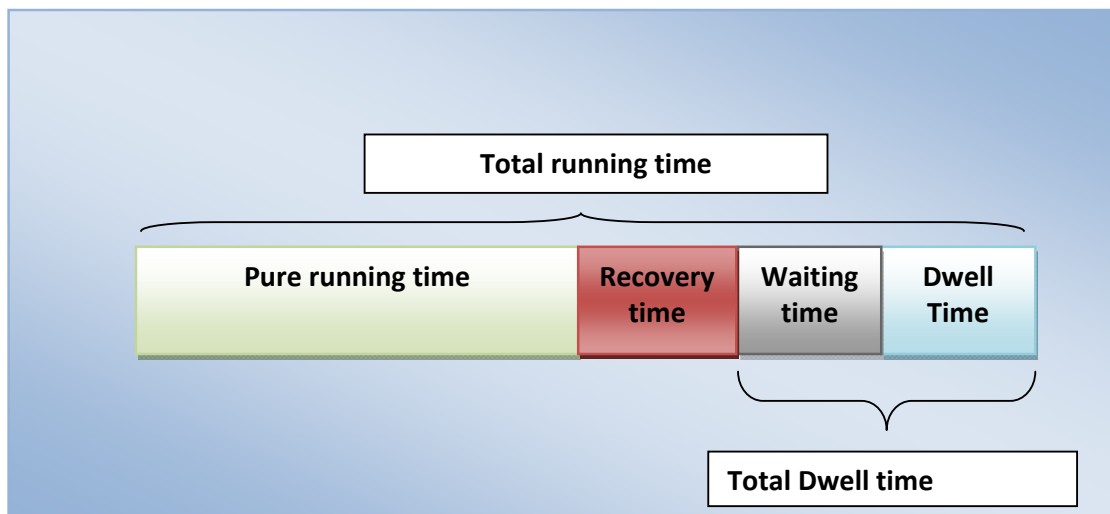 Total running time
Pure running time
Recovery
time
Waiting
time
Dwell
Time
Total Dwell time